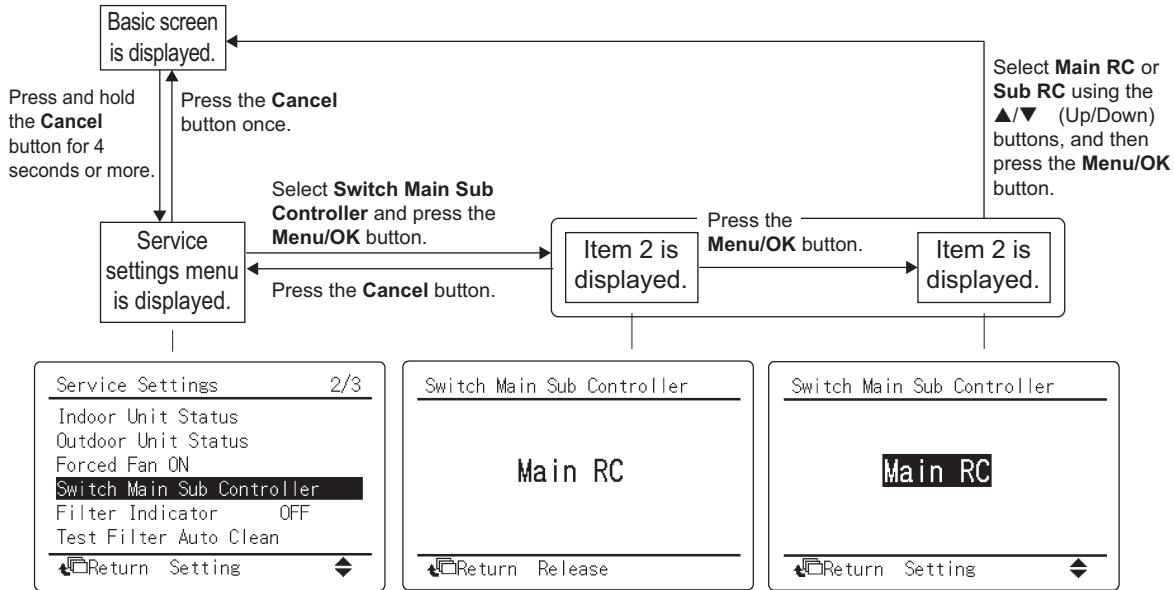 Basic screen
is displayed.
Press and hold
the Cancel
button for 4
seconds or more.
Press the Cancel
button once.
Select Main RC or
Sub RC using the
▲/▼ (Up/Down)
buttons, and then
press the Menu/OK
button.
Select Switch Main Sub
Controller and press the
Menu/OK button.
Press the
Menu/OK button.
Service
settings menu
is displayed.
Press the Cancel button.
Item 2 is
displayed.
Item 2 is
displayed.
Service Settings 2/3
Indoor Unit Status
Outdoor Unit Status
Forced Fan ON
Switch Main Sub Controller
Filter Indicator OFF
Test Filter Auto Clean
Return Setting
Switch Main Sub Controller
Main RC
Return Release
Switch Main Sub Controller
Main RC
Return Setting